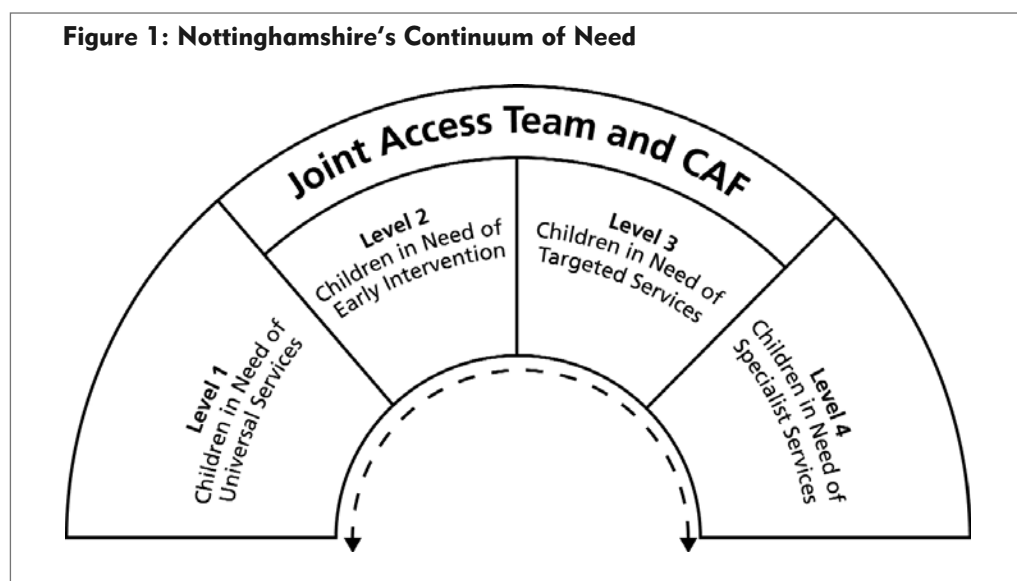 Figure 1: Nottinghamshire‘s Continuum of Need
Joint Access Team and CAF
Level 1
Children in Need of
Universal Services
Level 2
Children in Need of
Early Intervention
Level 3
Children in Need of
Targeted Services
Level 4
Children in Need of
Specialist Services